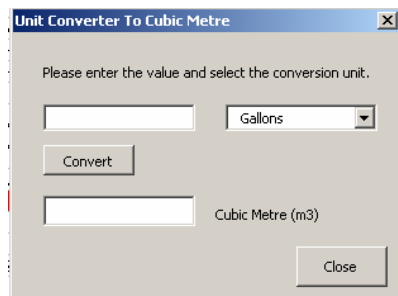 Unit Converter To Cubic Metre
Please enter the value and select the conversion unit.
Gallons
Convert
Cubic Metre (m3)
Close